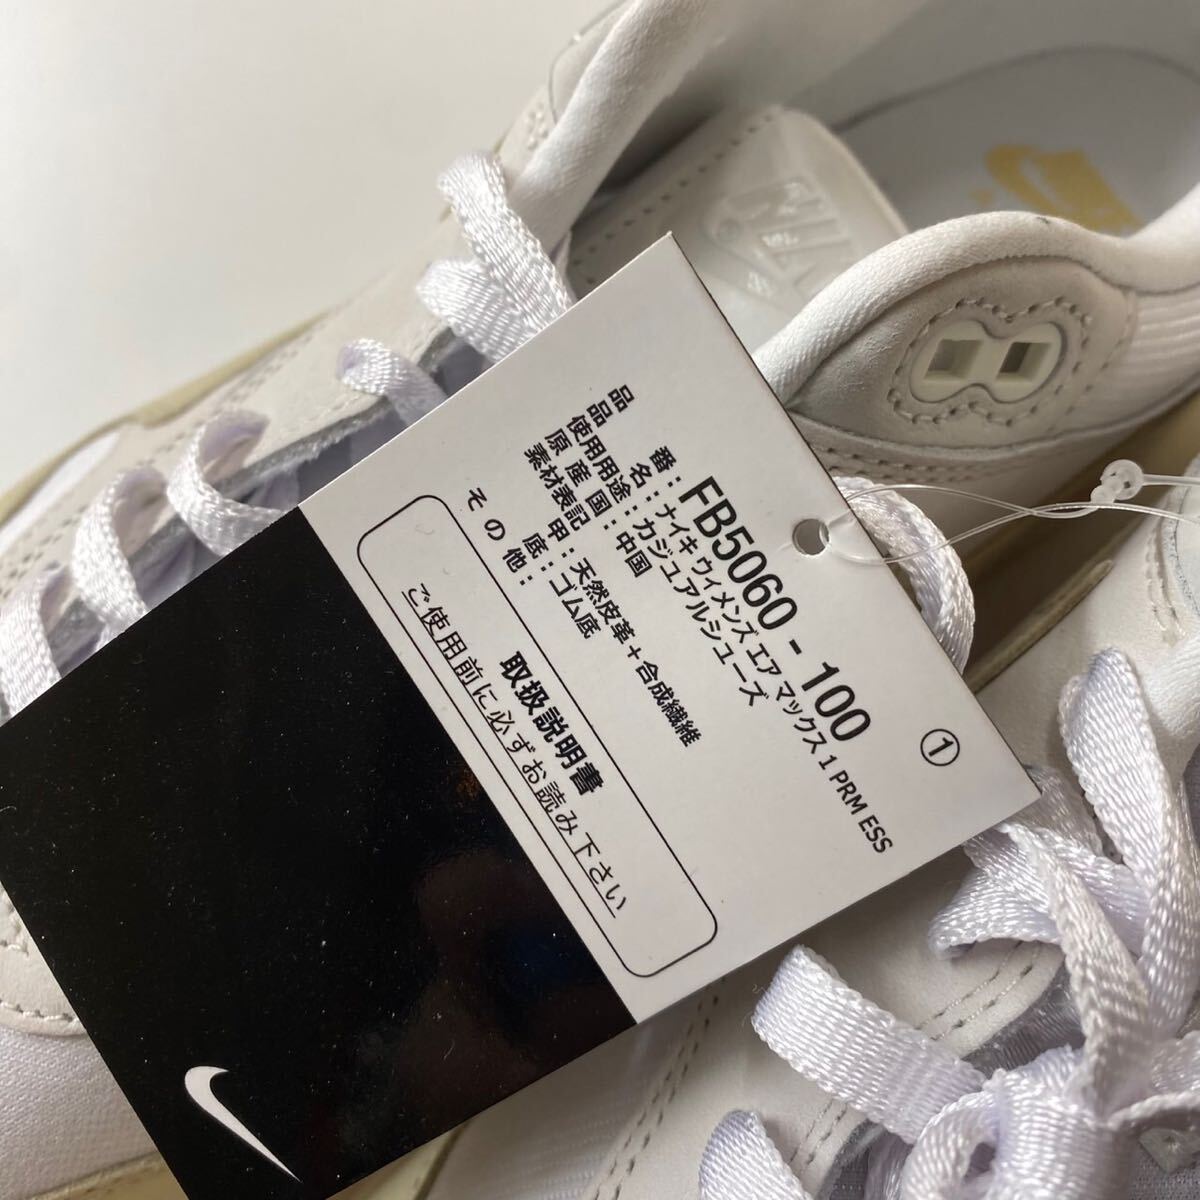 品 番：FB5060-100
①
品 名：ナイキ ウィメンズ エア マックス 1 PRM ESS
使用用途：カジュアルシューズ
原 産 国：中国
素材表記 甲：天然皮革＋合成繊維
底：ゴム底
その他：
取扱説明書
ご使用前に必ずお読み下さい